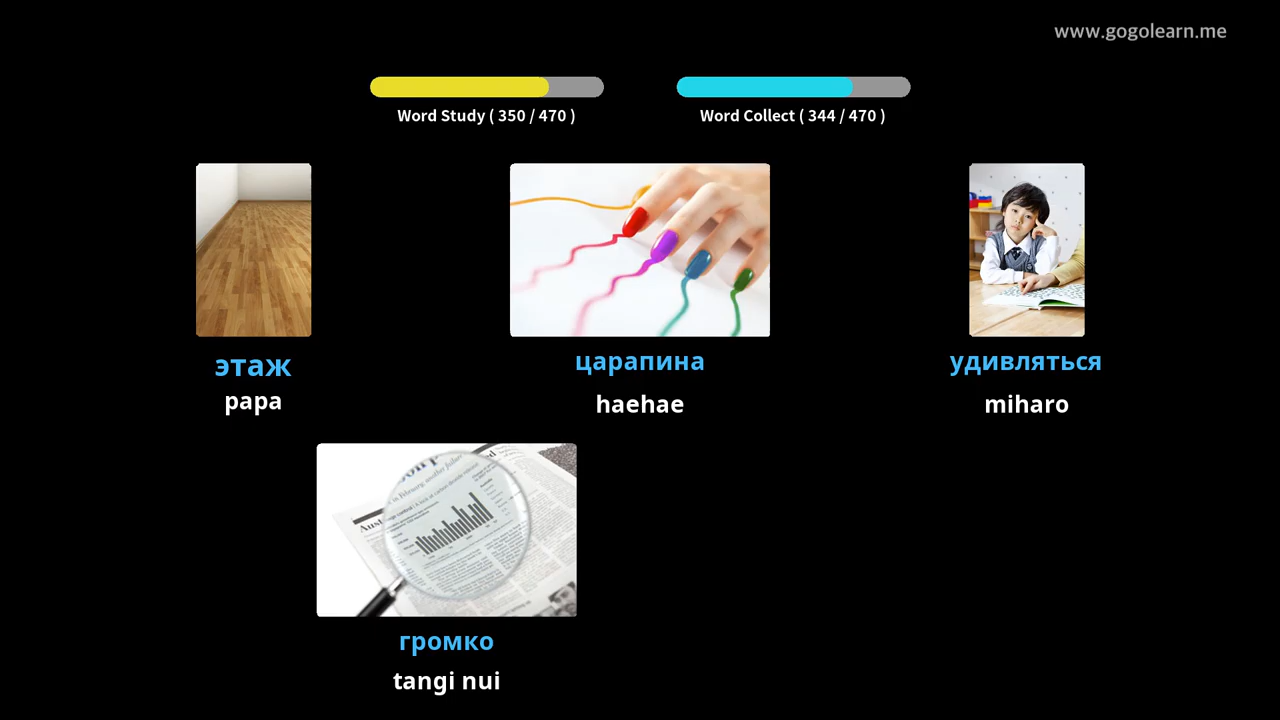 www.gogolearn.me
Word Study ( 350 / 470 )
Word Collect ( 344 / 470 )
этаж
papa
царапина
haehae
удивляться
miharo
громко
tangi nui